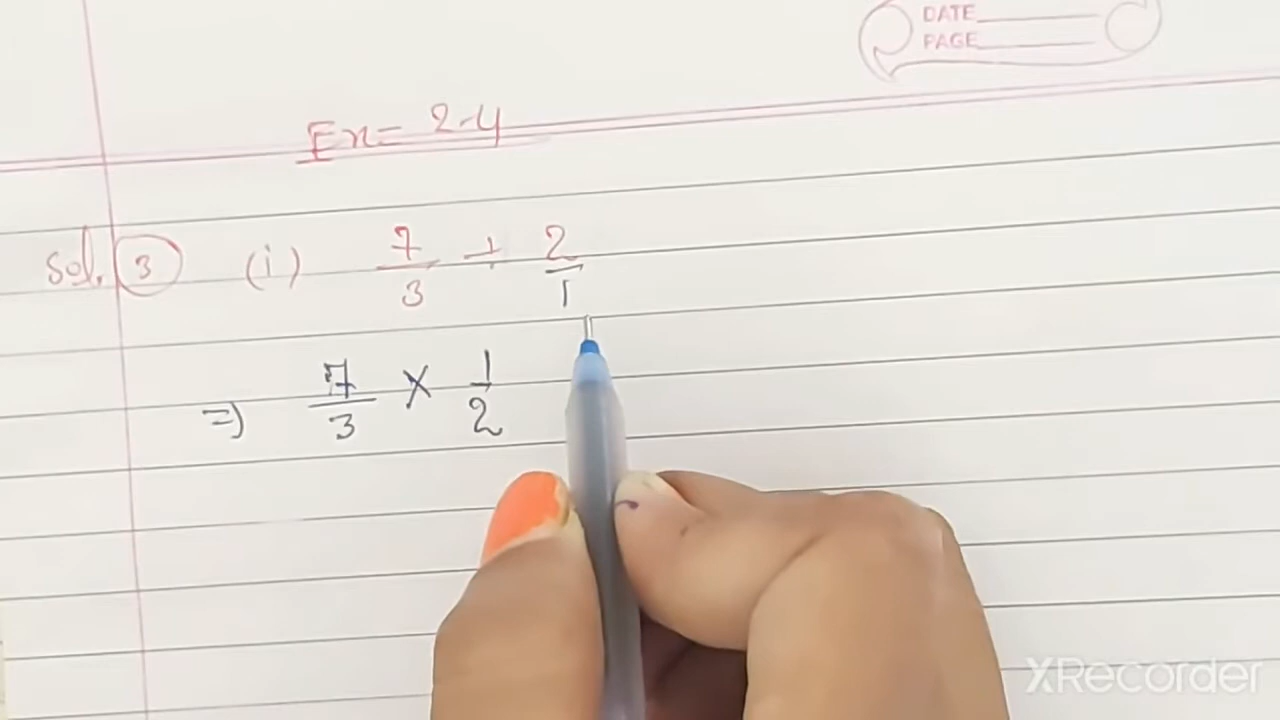 DATE
PAGE
Ex= 2.4
Sol. 3 (i) 7/3 ÷ 2/1
=) 7/3 × 1/2
XRecorder